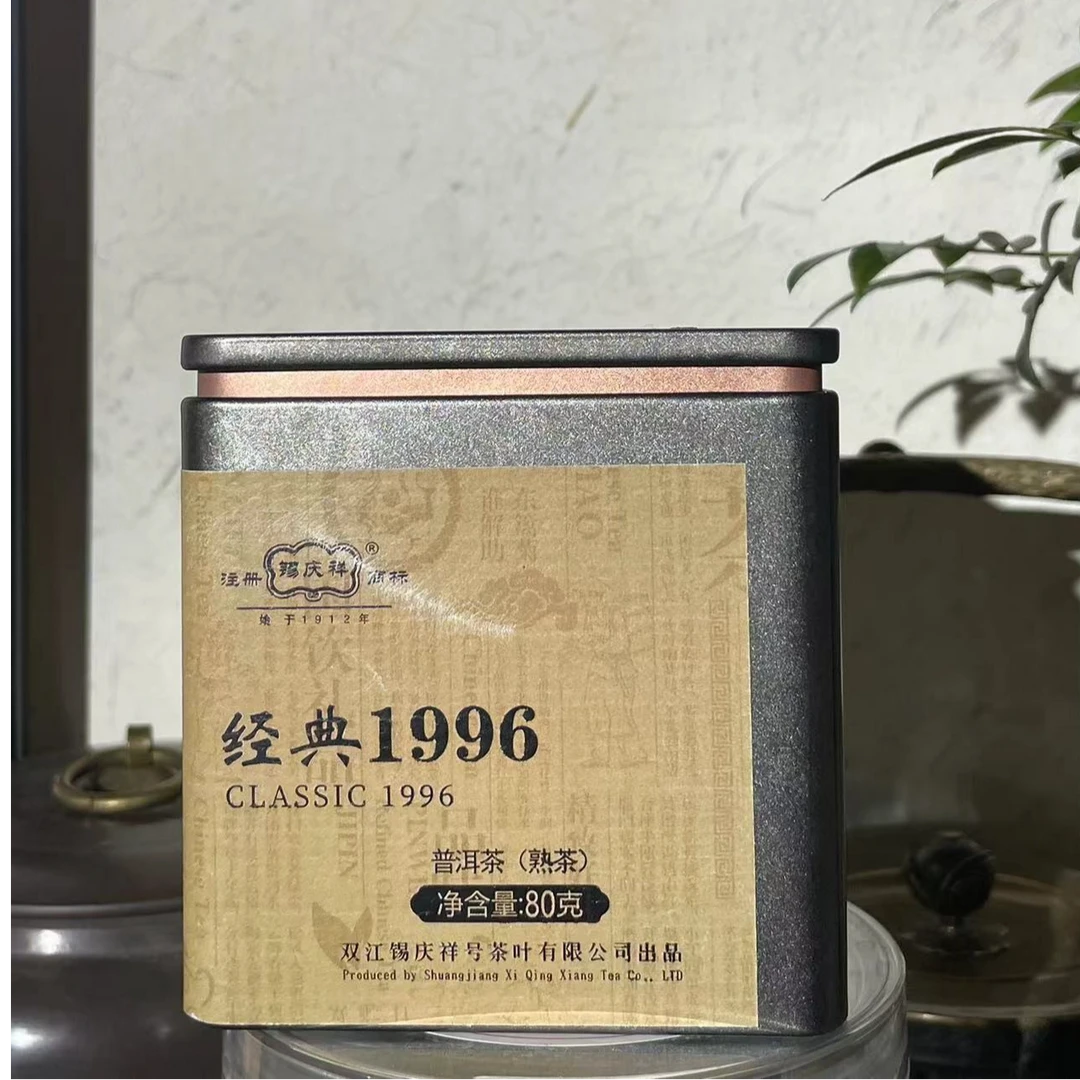 注册 锡庆祥 ® 商标
始于1912年
经典1996
CLASSIC 1996
普洱茶（熟茶）
净含量:80克
双江锡庆祥号茶叶有限公司出品
Produced by Shuangjiang Xi Qing Xiang Tea Co., LTD